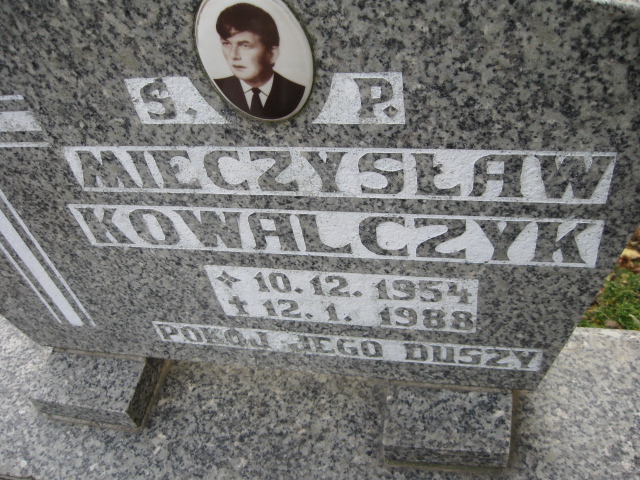 S. P.
MIECZYSŁAW
KOWALCZYK
✧ 10.12.1954
✝ 12.1.1988
POKÓJ JEGO DUSZY